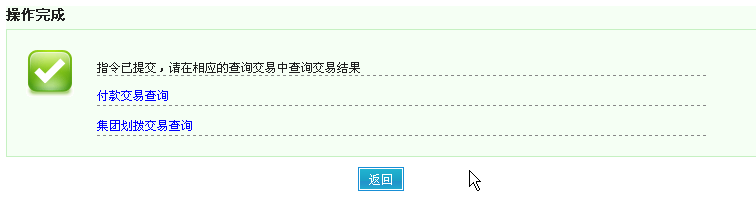 操作完成
指令已提交，请在相应的查询交易中查询交易结果
付款交易查询
集团划拨交易查询
返回